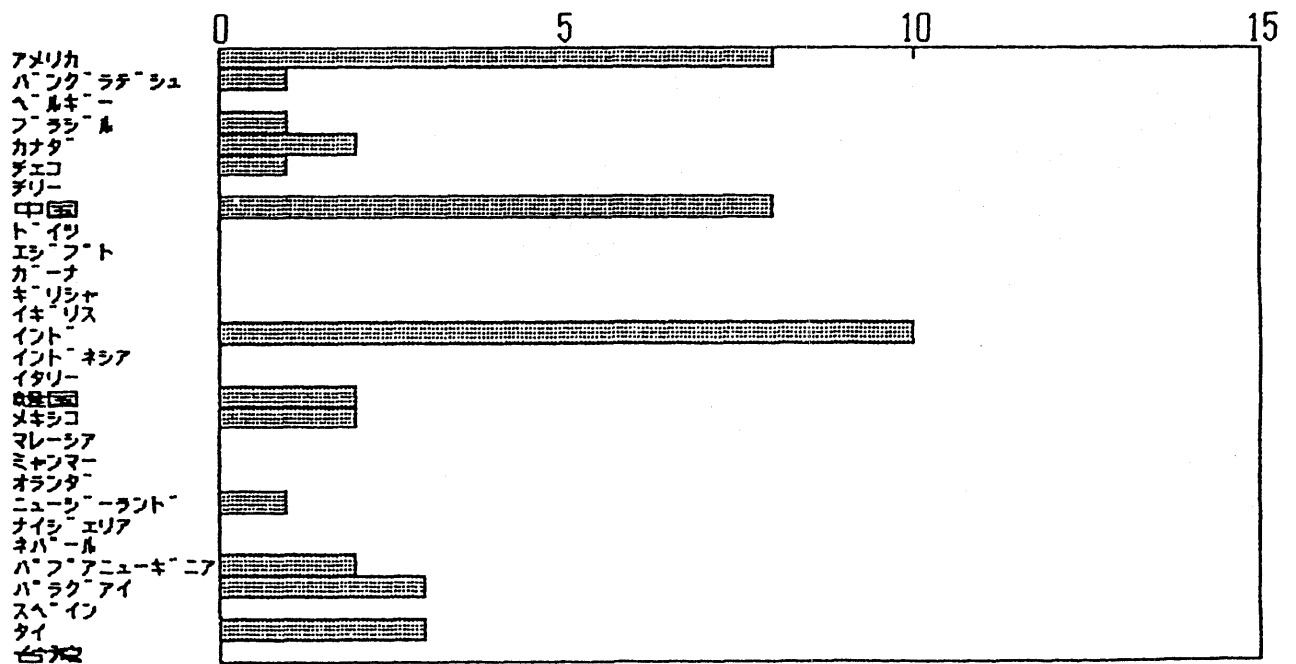 0 5 10 15
アメリカ
バングラデシュ
ベルギー
ブラジル
カナダ
チェコ
チリー
中国
ドイツ
エジプト
ガーナ
ギリシャ
イギリス
インド
インドネシア
イタリー
韓国
メキシコ
マレーシア
ミャンマー
オランダ
ニュージーランド
ナイジェリア
ネパール
パプアニューギニア
パラグアイ
スペイン
タイ
台湾